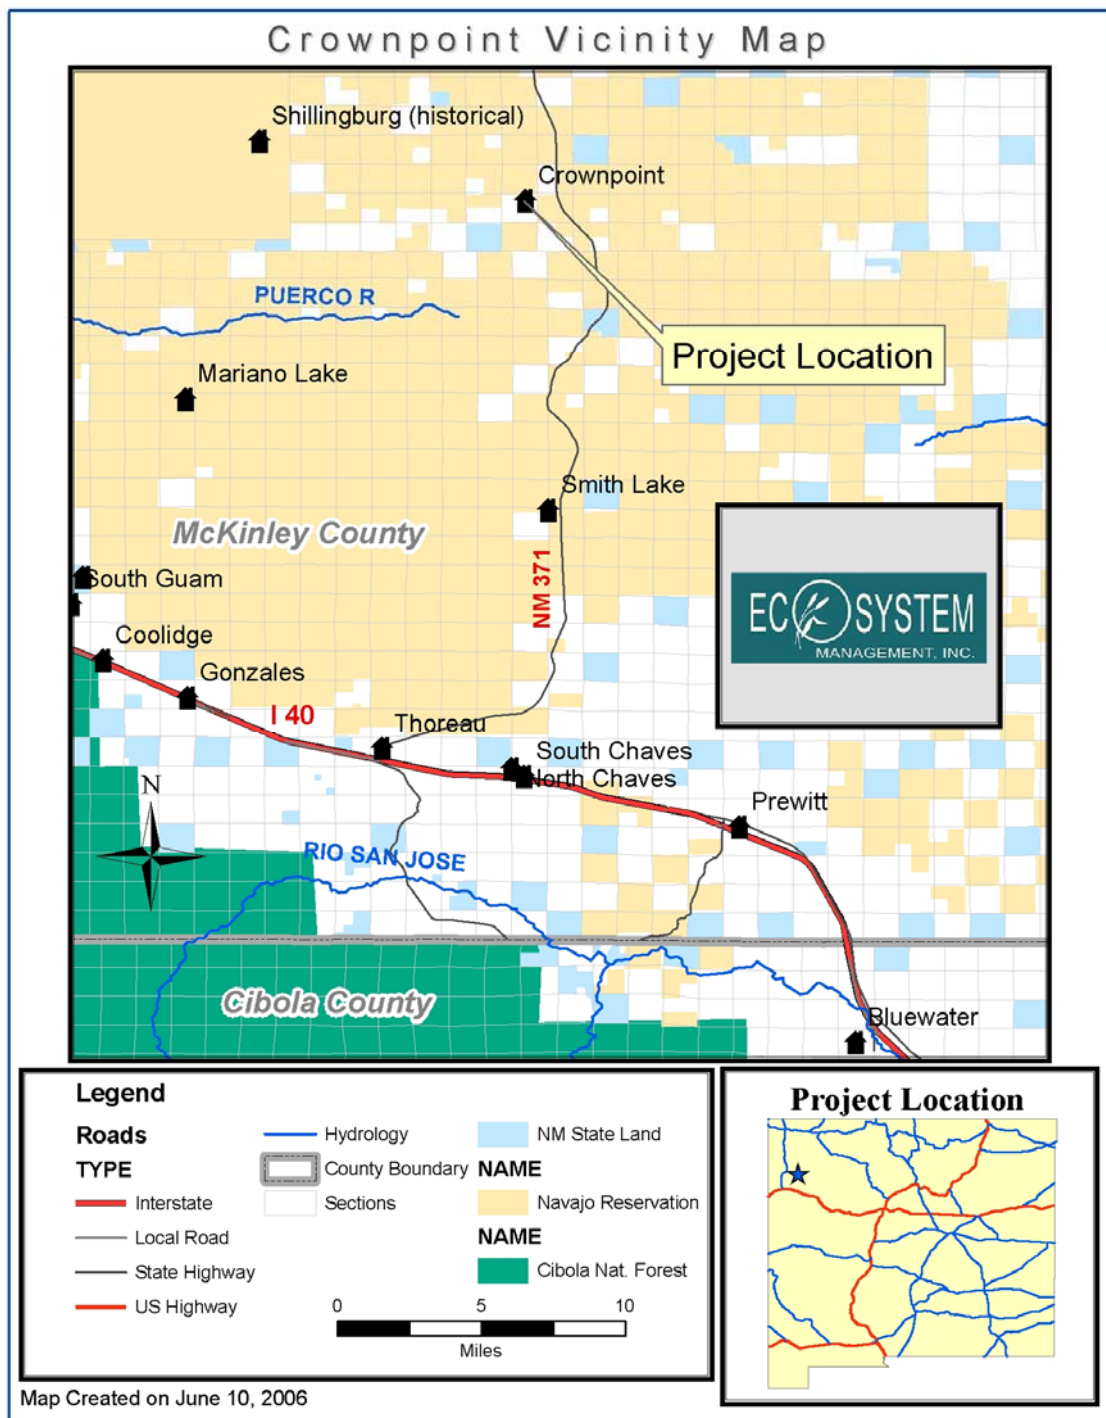 Crownpoint Vicinity Map
Shillingburg (historical)
Crownpoint
PUERCO R
Project Location
Mariano Lake
Smith Lake
McKinley County
NM 371
South Guam
ECOSYSTEM
MANAGEMENT, INC.
Coolidge
Gonzales
I 40
Thoreau
South Chaves
North Chaves
Prewitt
N
RIO SAN JOSE
Cibola County
Bluewater
Legend
Roads
TYPE
Interstate
Local Road
State Highway
US Highway
Hydrology
County Boundary
Sections
NM State Land
NAME
Navajo Reservation
NAME
Cibola Nat. Forest
0 5 10
Miles
Project Location
Map Created on June 10, 2006